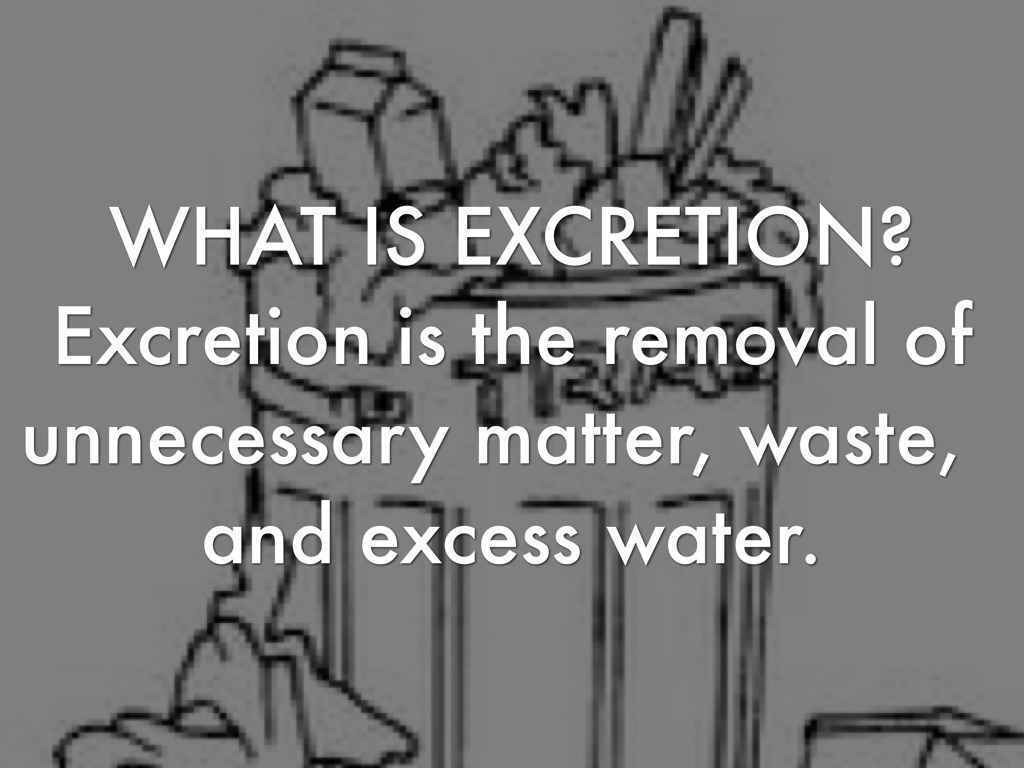 WHAT IS EXCRETION?
Excretion is the removal of
unnecessary matter, waste,
and excess water.